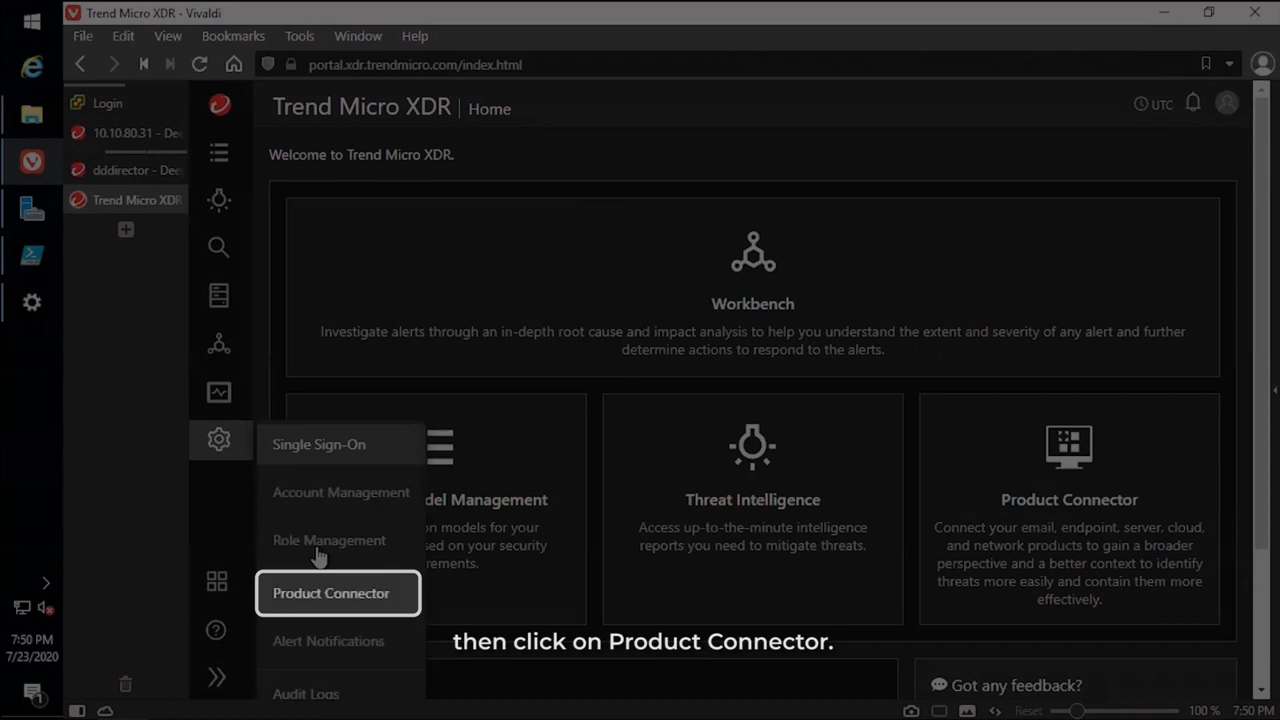 Trend Micro XDR - Vivaldi
File Edit View Bookmarks Tools Window Help
portal.xdr.trendmicro.com/index.html
Login
10.10.80.31 - De
dddirector - Dee
Trend Micro XDR
Trend Micro XDR | Home
UTC
Welcome to Trend Micro XDR.
Workbench
Investigate alerts through an in-depth root cause and impact analysis to help you understand the extent and severity of any alert and further
determine actions to respond to the alerts.
Single Sign-On
Account Management
Role Management
Product Connector
Alert Notifications
Audit Logs
del Management
on models for your
sed on your security
rements.
Threat Intelligence
Access up-to-the-minute intelligence
reports you need to mitigate threats.
Product Connector
Connect your email, endpoint, server, cloud,
and network products to gain a broader
perspective and a better context to identify
threats more easily and contain them more
effectively.
then click on Product Connector.
Got any feedback?
7:50 PM
7/23/2020
1
Reset 100 % 7:50 PM